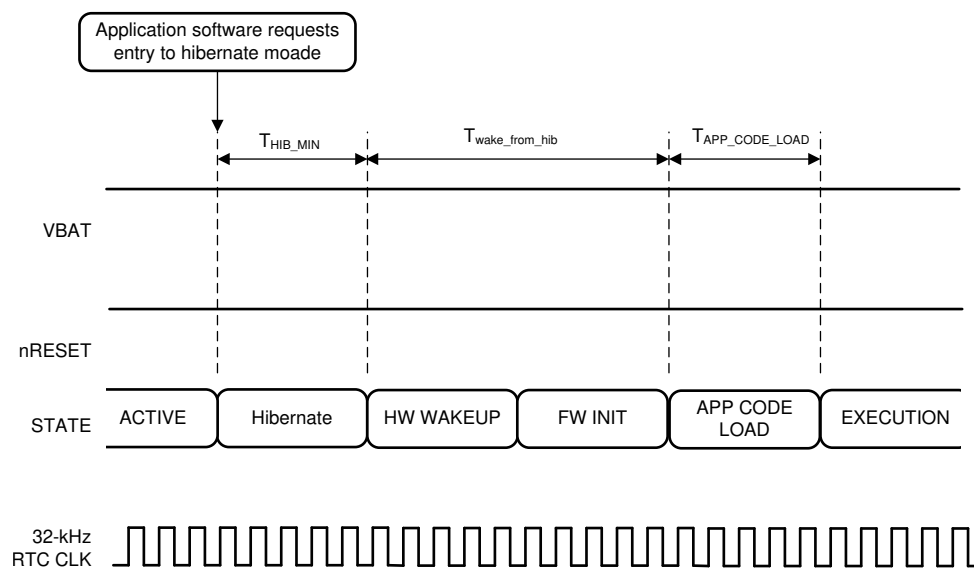 Application software requests
entry to hibernate moade
THIB_MIN
Twake_from_hib
TAPP_CODE_LOAD
VBAT
nRESET
STATE
ACTIVE
Hibernate
HW WAKEUP
FW INIT
APP CODE
LOAD
EXECUTION
32-kHz
RTC CLK